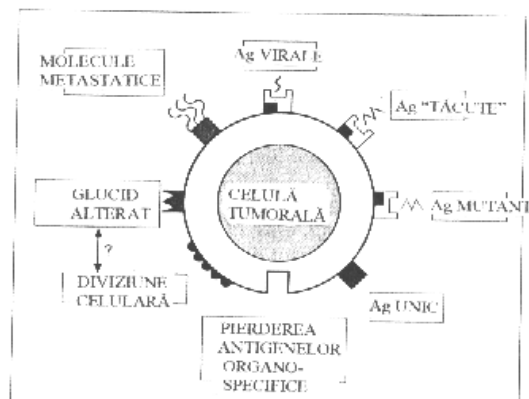 MOLECULE
METASTATICE
Ag VIRALE
Ag "TĂCUTE"
GLUCID
ALTERAT
CELULĂ
TUMORALĂ
Ag MUTANT
?
DIVIZIUNE
CELULARĂ
Ag UNIC
PIERDEREA
ANTIGENELOR
ORGANO-
SPECIFICE